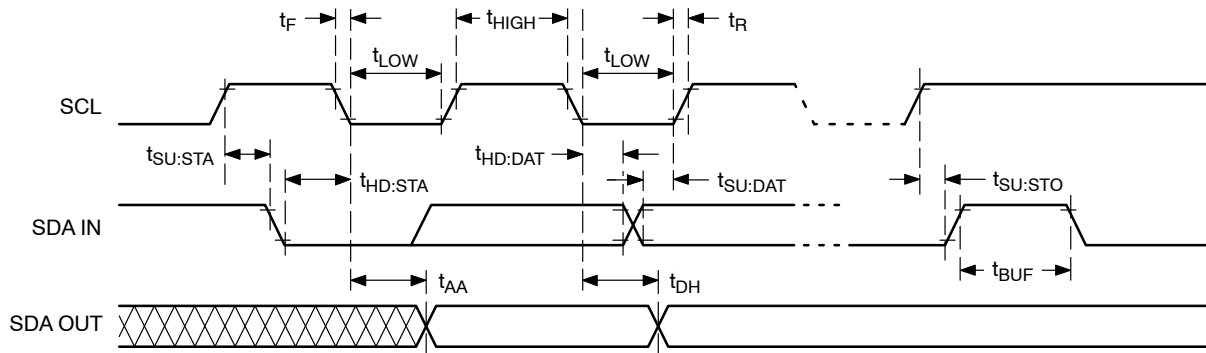 tF
tHIGH
tR
tLOW
tLOW
SCL
tSU:STA
tHD:STA
tHD:DAT
tSU:DAT
tSU:STO
SDA IN
tBUF
tAA
tDH
SDA OUT